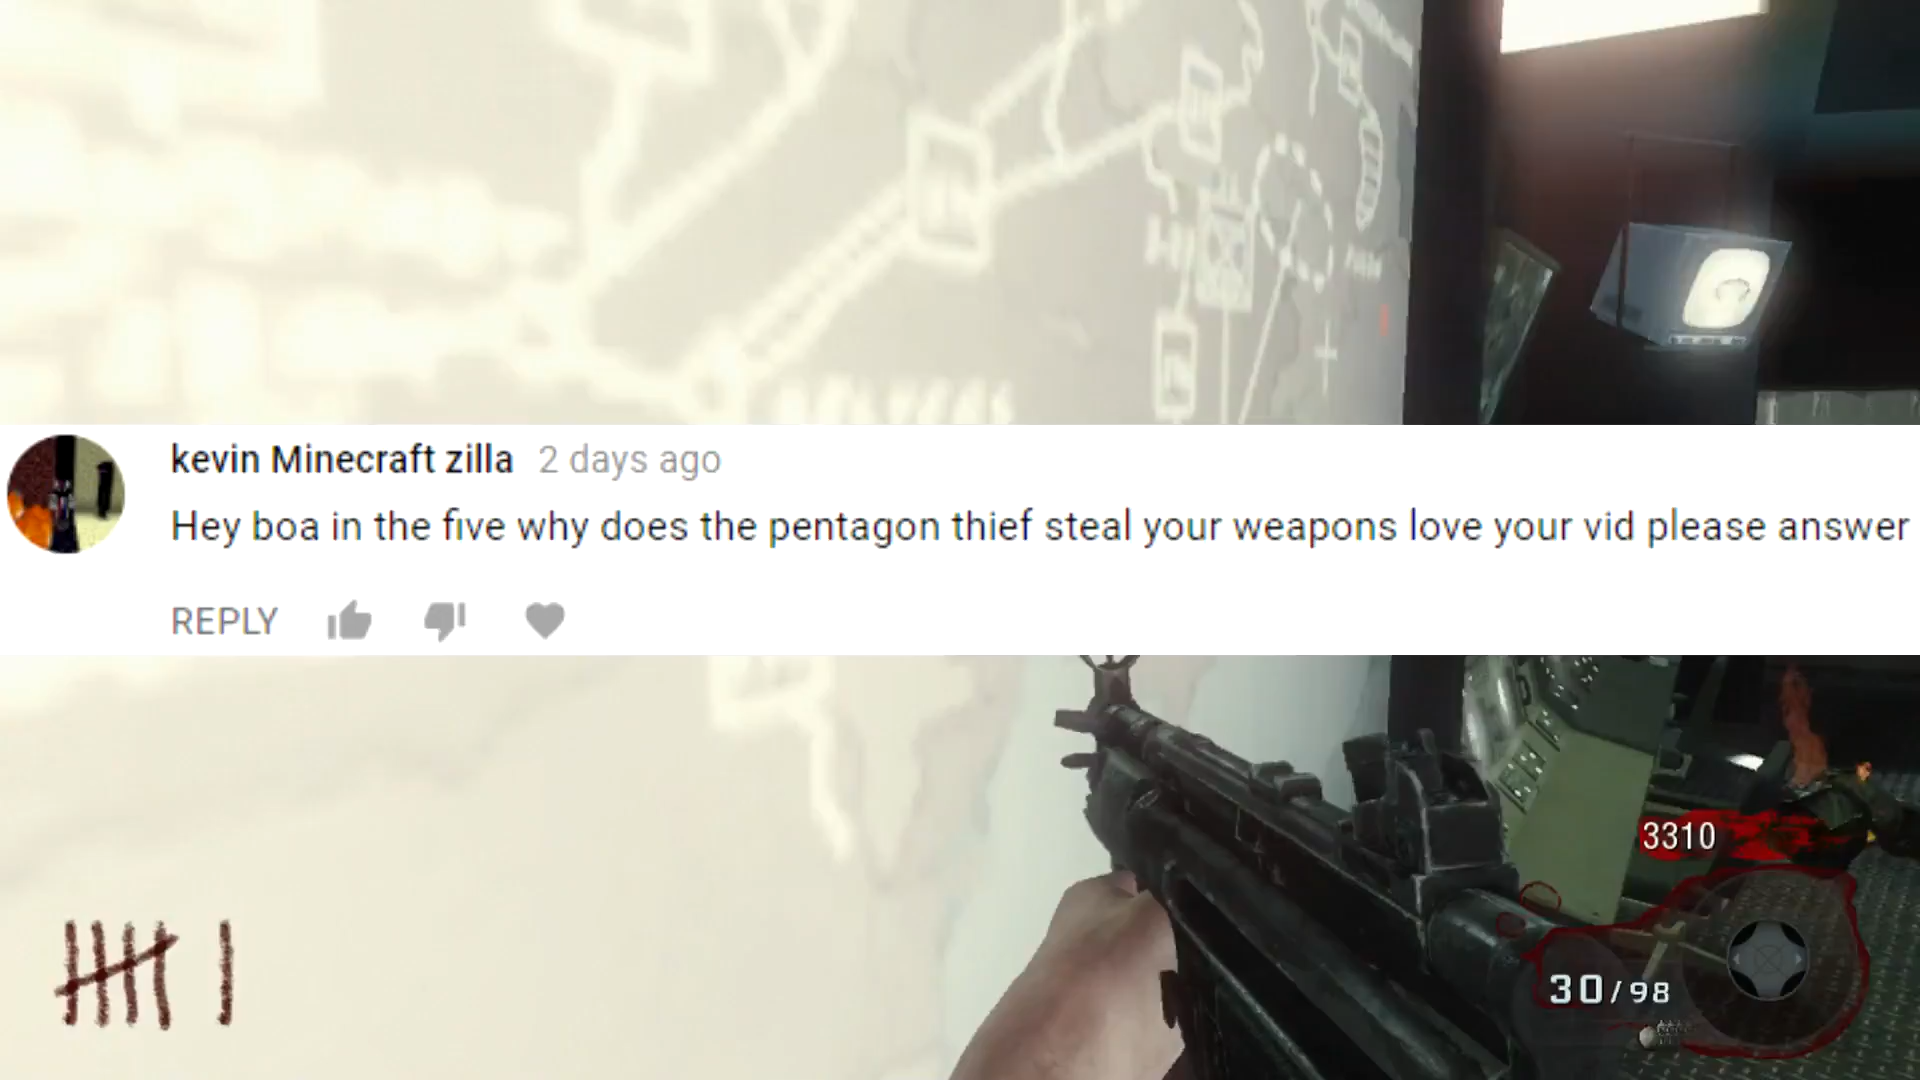 kevin Minecraft zilla 2 days ago
Hey boa in the five why does the pentagon thief steal your weapons love your vid please answer
REPLY
3310
30/98